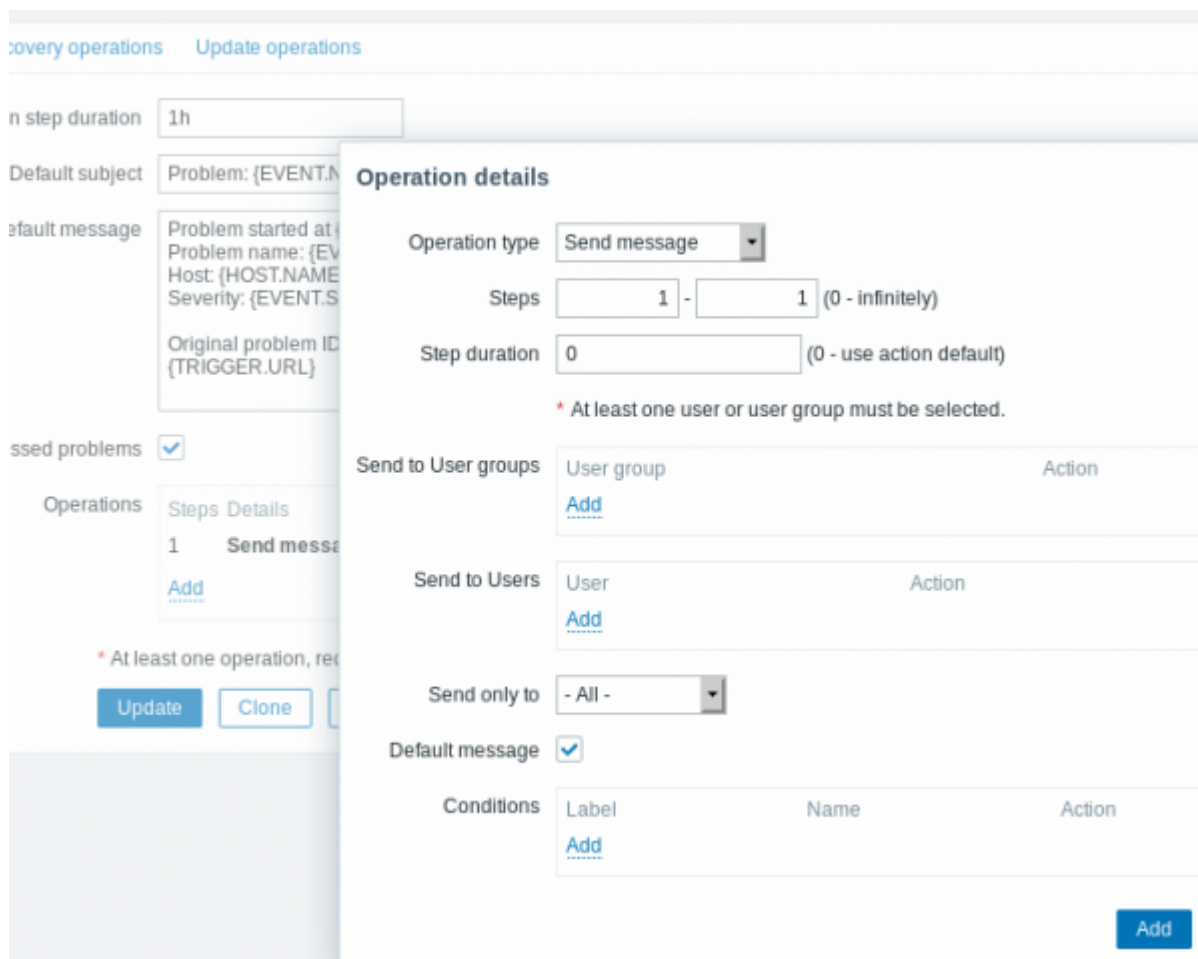 covery operations Update operations
n step duration 1h
Default subject Problem: {EVENT.N
efault message Problem started at {
Problem name: {EV
Host: {HOST.NAME
Severity: {EVENT.S
Original problem ID
{TRIGGER.URL}
ssed problems
Operations Steps Details
1 Send messa
Add
* At least one operation, rec
Update Clone
Operation details
Operation type Send message
Steps 1 - 1 (0 - infinitely)
Step duration 0 (0 - use action default)
* At least one user or user group must be selected.
Send to User groups User group Action
Add
Send to Users User Action
Add
Send only to - All -
Default message
Conditions Label Name Action
Add
Add